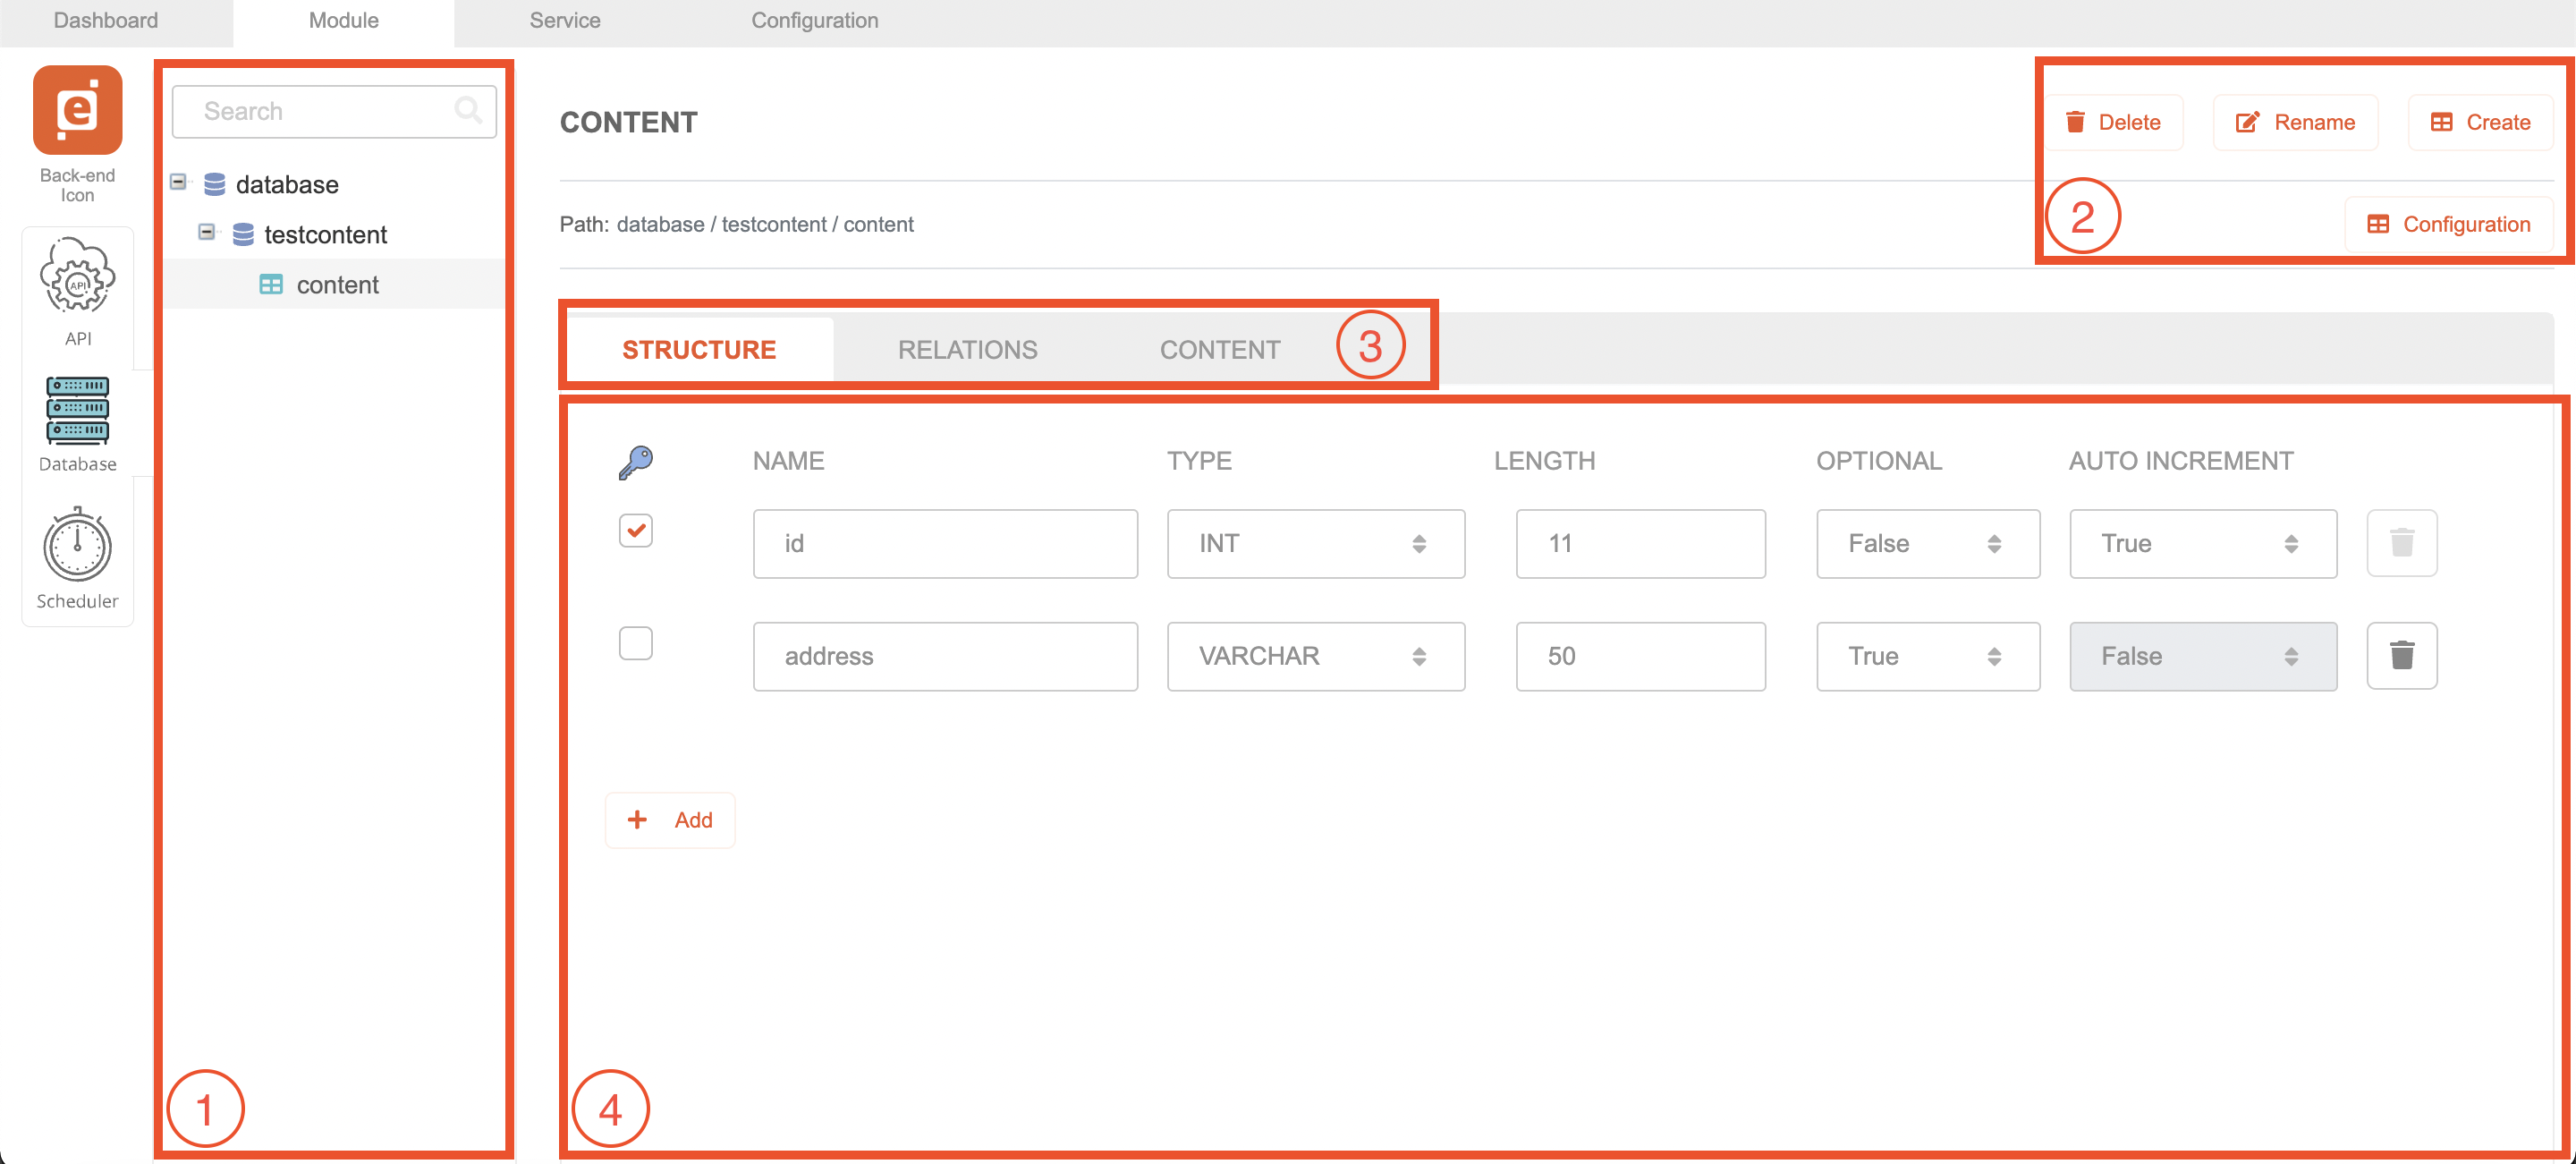 Dashboard Module Service Configuration
e
Back-end
Icon
API
API
Database
Scheduler
Search
database
testcontent
content
1
CONTENT
Delete Rename Create
Path: database / testcontent / content
2
Configuration
STRUCTURE RELATIONS CONTENT 3
NAME TYPE LENGTH OPTIONAL AUTO INCREMENT
id INT 11 False True
address VARCHAR 50 True False
+ Add
4